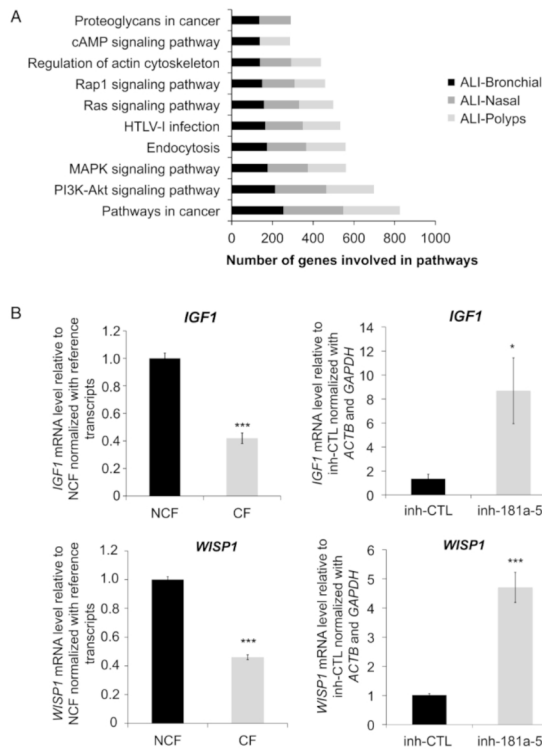 A
Proteoglycans in cancer
cAMP signaling pathway
Regulation of actin cytoskeleton
Rap1 signaling pathway
Ras signaling pathway
HTLV-I infection
Endocytosis
MAPK signaling pathway
PI3K-Akt signaling pathway
Pathways in cancer
0 200 400 600 800 1000
Number of genes involved in pathways
ALI-Bronchial
ALI-Nasal
ALI-Polyps
B
IGF1
IGF1 mRNA level relative to
NCF normalized with reference
transcripts
1.2
1.0
0.8
0.6
0.4
0.2
0
***
NCF CF
IGF1
IGF1 mRNA level relative to
inh-CTL normalized with
ACTB and GAPDH
14
12
10
8
6
4
2
0
*
inh-CTL inh-181a-5
WISP1
WISP1 mRNA level relative to
NCF normalized with reference
transcripts
1.2
1.0
0.8
0.6
0.4
0.2
0
***
NCF CF
WISP1
WISP1 mRNA level relative to
inh-CTL normalized with
ACTB and GAPDH
6
5
4
3
2
1
0
***
inh-CTL inh-181a-5